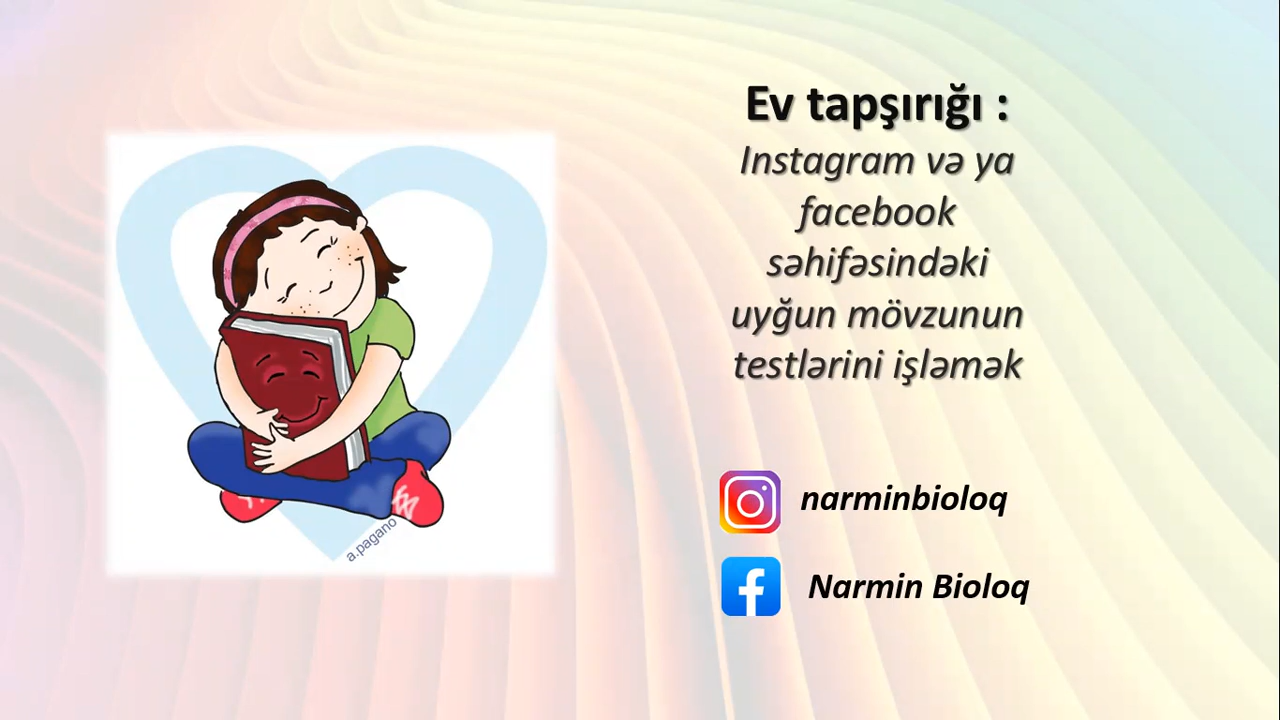 Ev tapşırığı :
Instagram və ya
facebook
səhifəsindəki
uyğun mövzunun
testlərini işləmək
narminbioloq
Narmin Bioloq
a.pagano